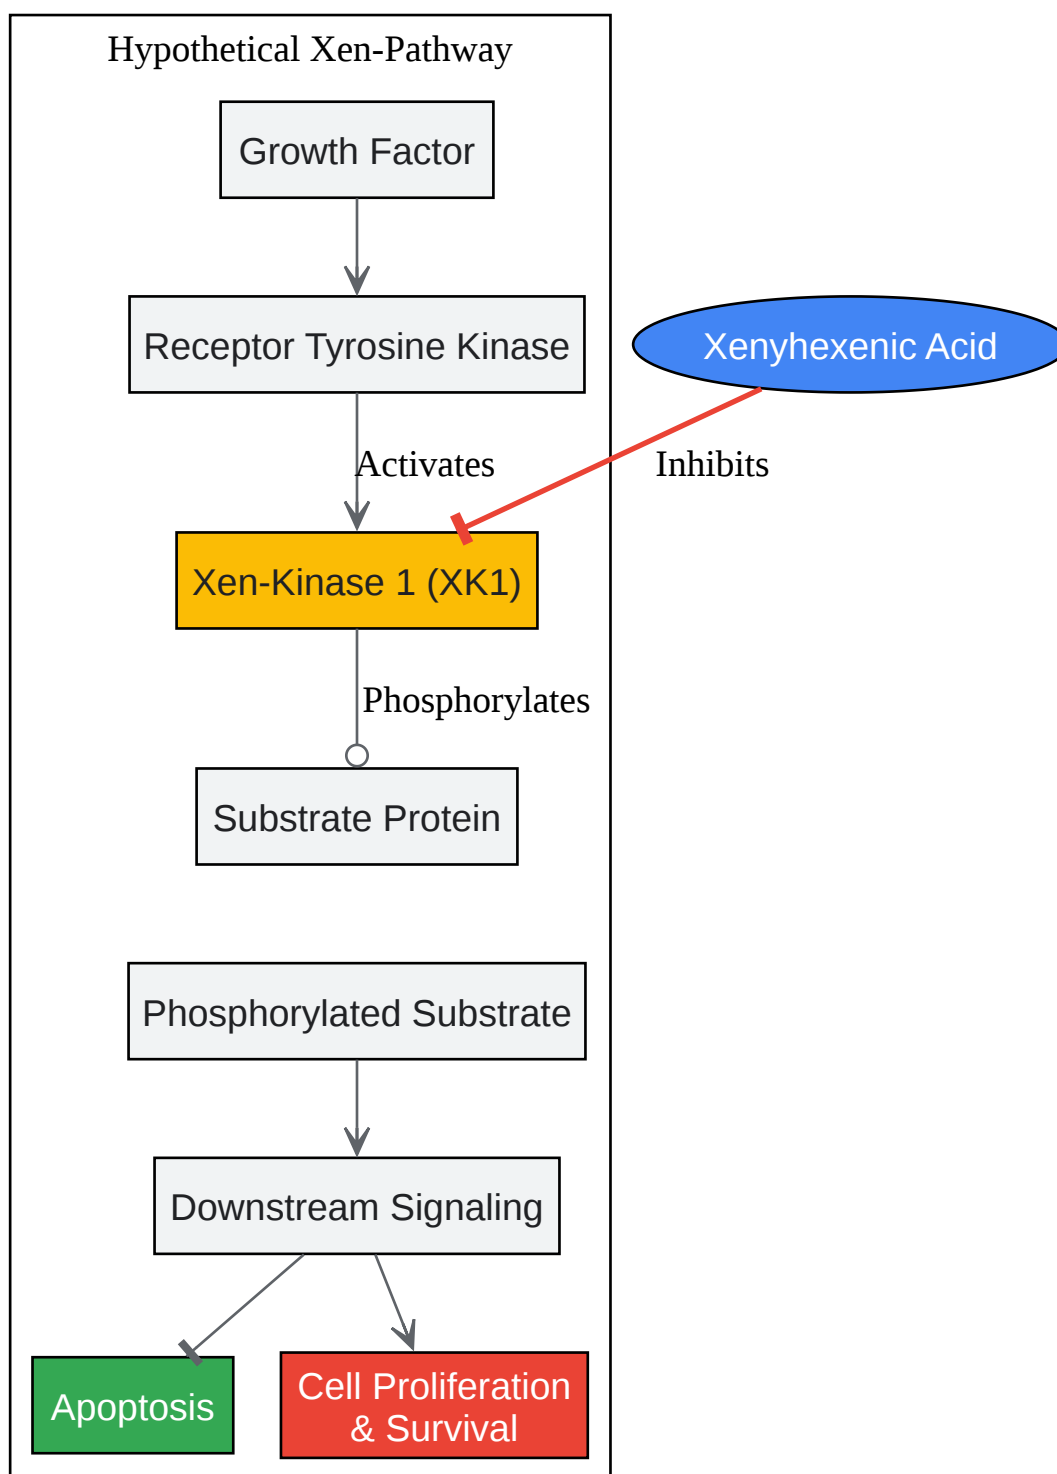 Hypothetical Xen-Pathway
Growth Factor
Receptor Tyrosine Kinase
Xenyhexenic Acid
Activates
Inhibits
Xen-Kinase 1 (XK1)
Phosphorylates
Substrate Protein
Phosphorylated Substrate
Downstream Signaling
Apoptosis
Cell Proliferation
& Survival